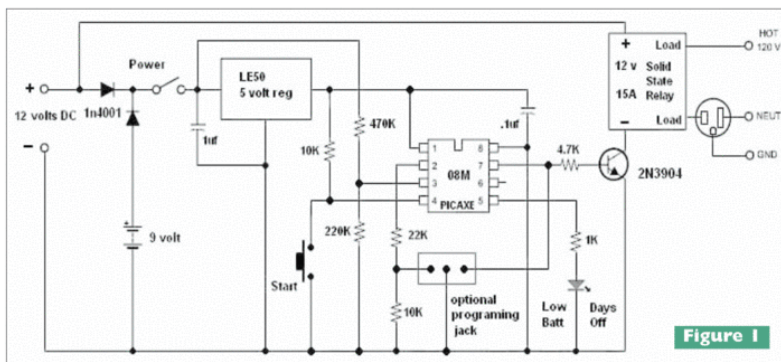 Power
+
12 volts DC
-
1n4001
LE50
5 volt reg
1uf
470K
10K
.1uf
+ Load
12 v Solid
State
15A Relay
- Load
HOT
120 V
NEUT
GND
1 8
2 7
3 6
4 5
08M
PICAXE
4.7K
2N3904
220K
22K
1K
+
9 volt
Start
10K
optional
programing
jack
Low Days
Batt Off
Figure 1